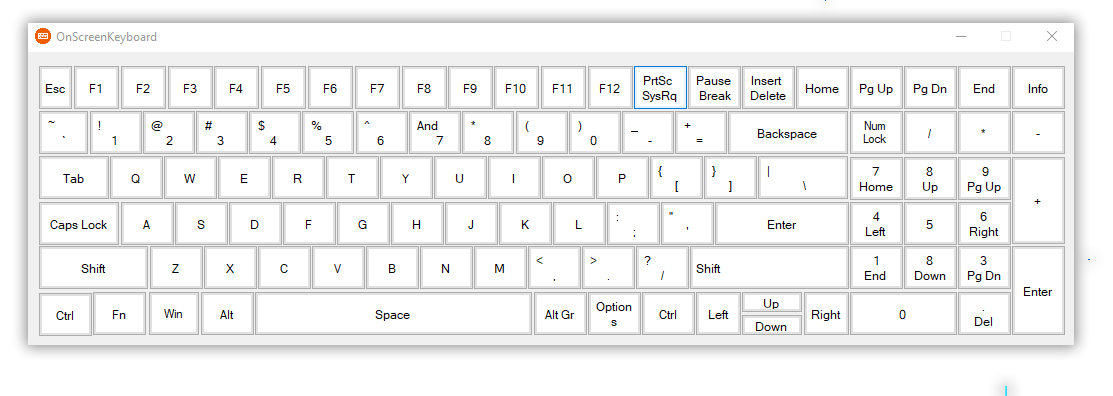 OnScreenKeyboard
Esc F1 F2 F3 F4 F5 F6 F7 F8 F9 F10 F11 F12 PrtSc SysRq Pause Break Insert Delete Home Pg Up Pg Dn End Info
~ ` ! 1 @ 2 # 3 $ 4 % 5 ^ 6 And 7 * 8 ( 9 ) 0 _ - + = Backspace Num Lock / * -
Tab Q W E R T Y U I O P { [ } ] | \ 7 Home 8 Up 9 Pg Up +
Caps Lock A S D F G H J K L : ; " , Enter 4 Left 5 6 Right
Shift Z X C V B N M < , > . ? / Shift 1 End 8 Down 3 Pg Dn Enter
Ctrl Fn Win Alt Space Alt Gr Option s Ctrl Left Up Down Right 0 . Del